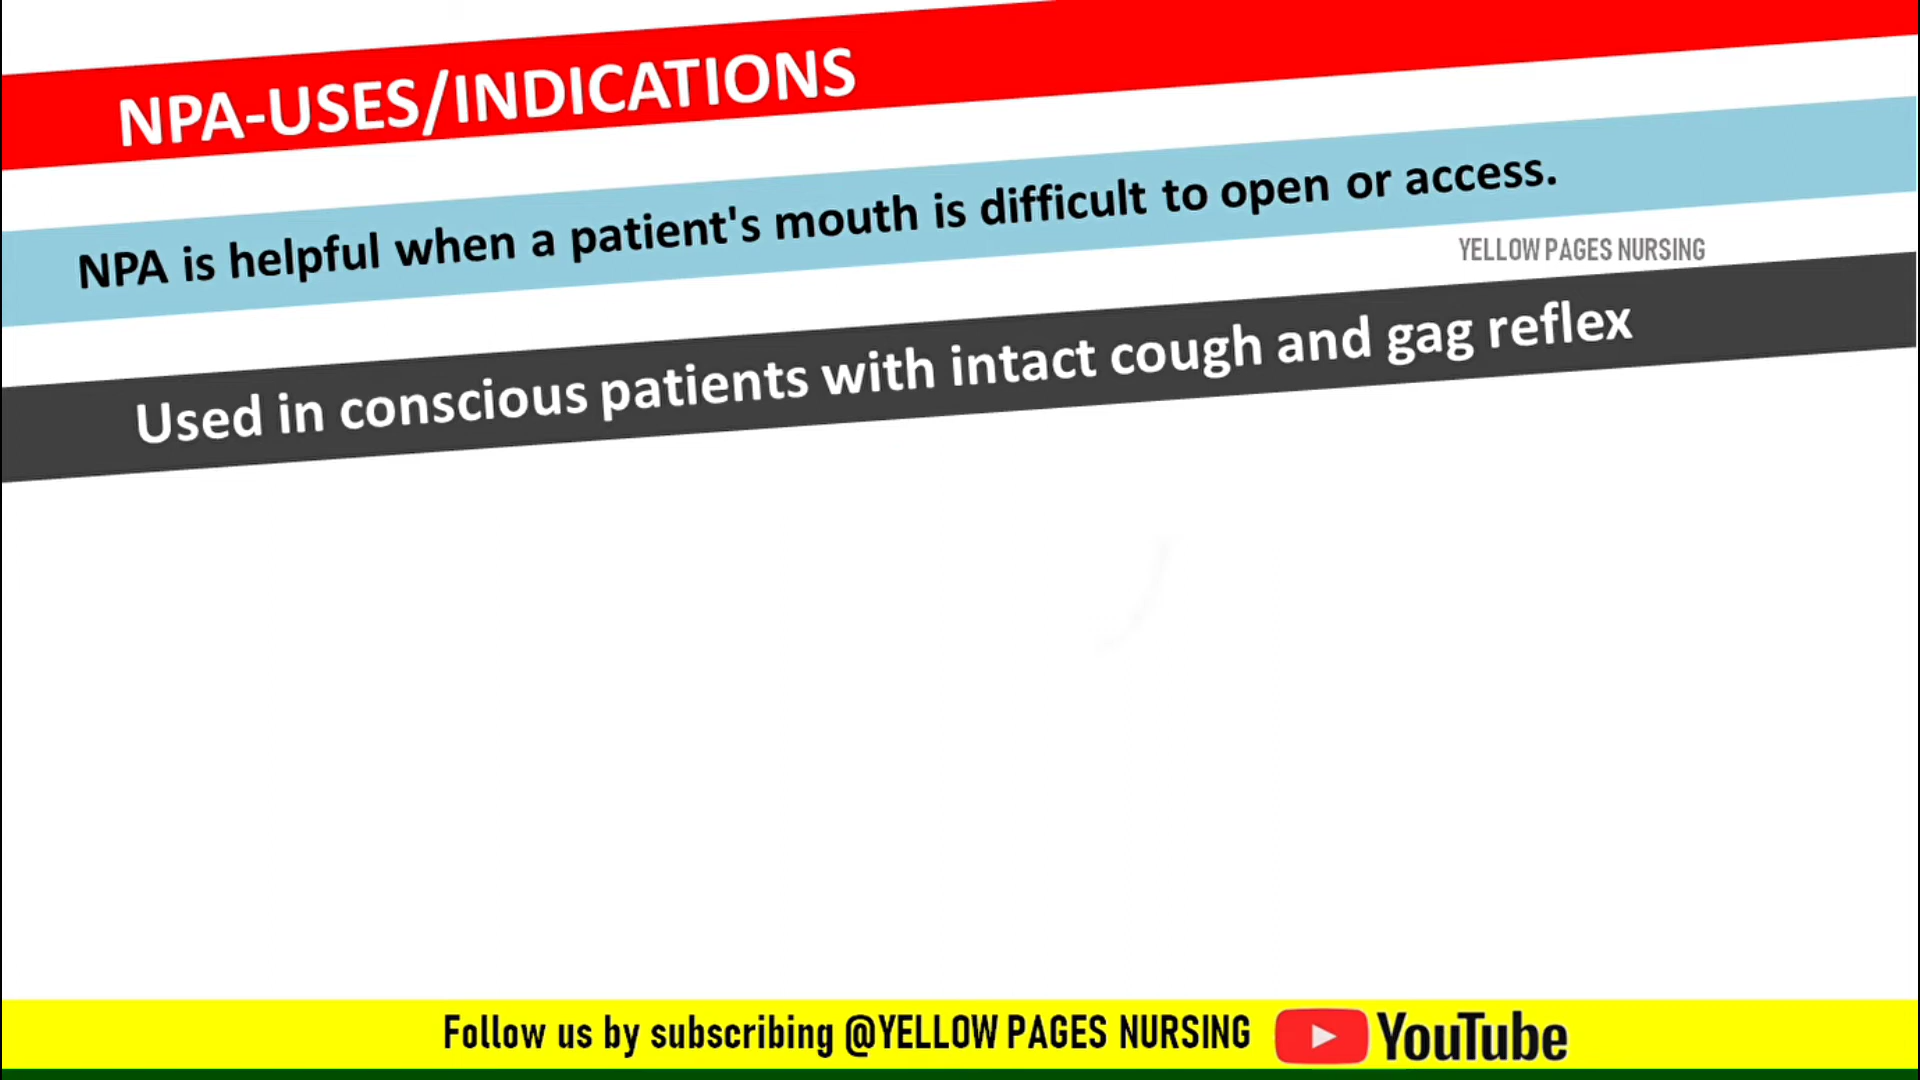 NPA-USES/INDICATIONS
NPA is helpful when a patient's mouth is difficult to open or access.
YELLOW PAGES NURSING
Used in conscious patients with intact cough and gag reflex
Follow us by subscribing @YELLOW PAGES NURSING YouTube